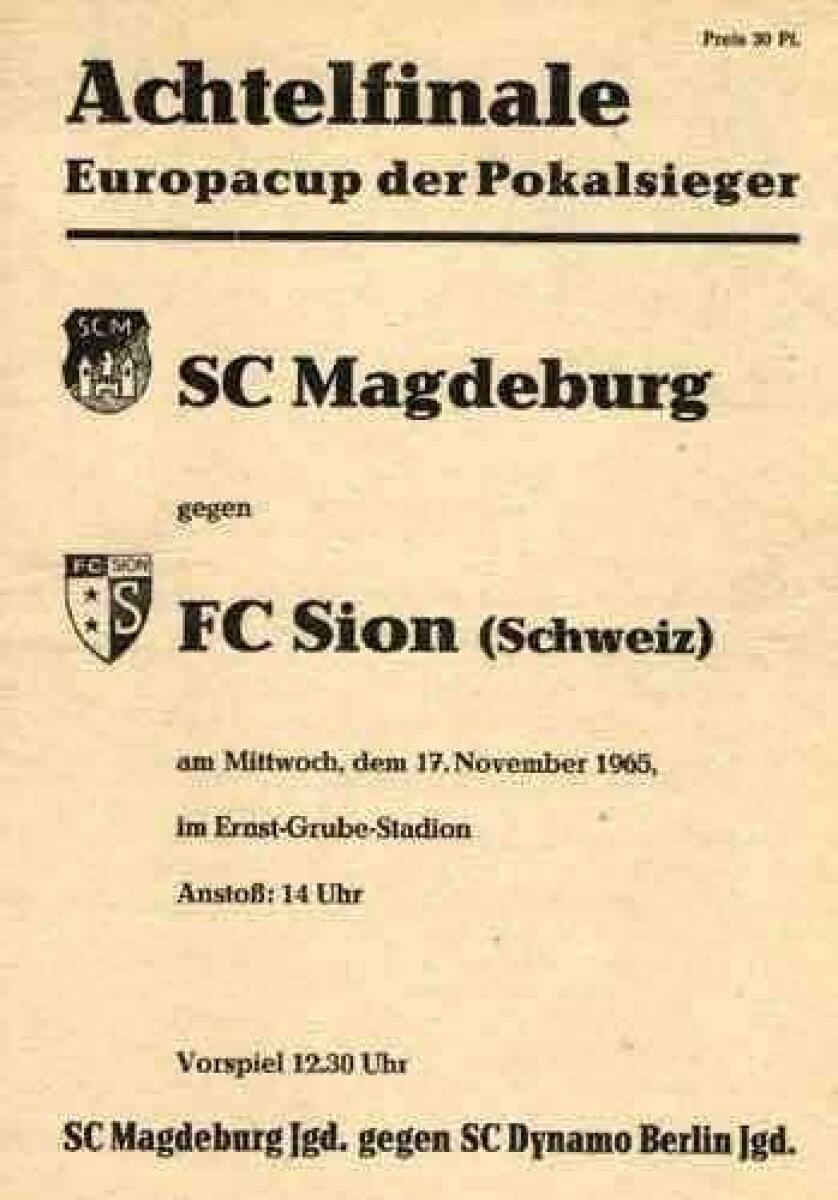 Preis 30 Pf.
Achtelfinale
Europacup der Pokalsieger
SCM
SC Magdeburg
gegen
FC SION
S
FC Sion (Schweiz)
am Mittwoch, dem 17. November 1965,
im Ernst-Grube-Stadion
Anstoß: 14 Uhr
Vorspiel 12.30 Uhr
SC Magdeburg Jgd. gegen SC Dynamo Berlin Jgd.